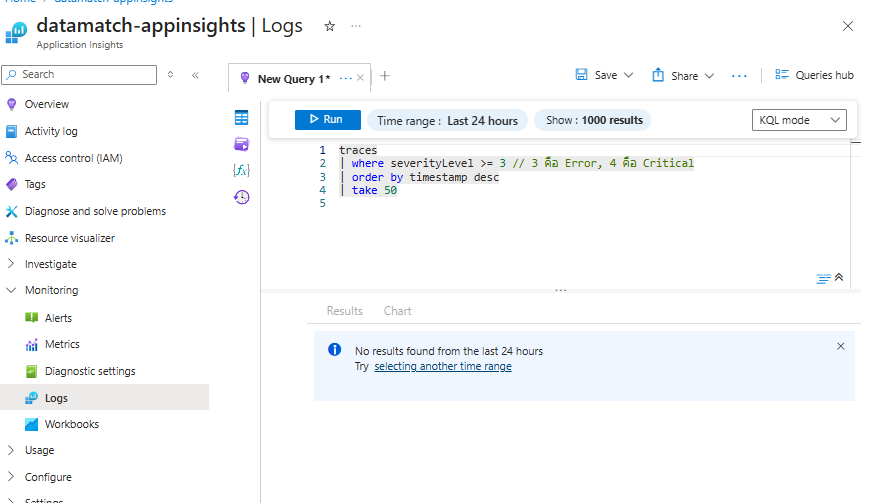 Home > datamatch-appinsights
datamatch-appinsights | Logs
Application Insights
Search
New Query 1*
Save
Share
Queries hub
Overview
Activity log
Access control (IAM)
Tags
Diagnose and solve problems
Resource visualizer
Investigate
Monitoring
Alerts
Metrics
Diagnostic settings
Logs
Workbooks
Usage
Configure
Settings
Run
Time range : Last 24 hours
Show : 1000 results
KQL mode
1 traces
2 | where severityLevel >= 3 // 3 คือ Error, 4 คือ Critical
3 | order by timestamp desc
4 | take 50
5
Results Chart
No results found from the last 24 hours
Try selecting another time range